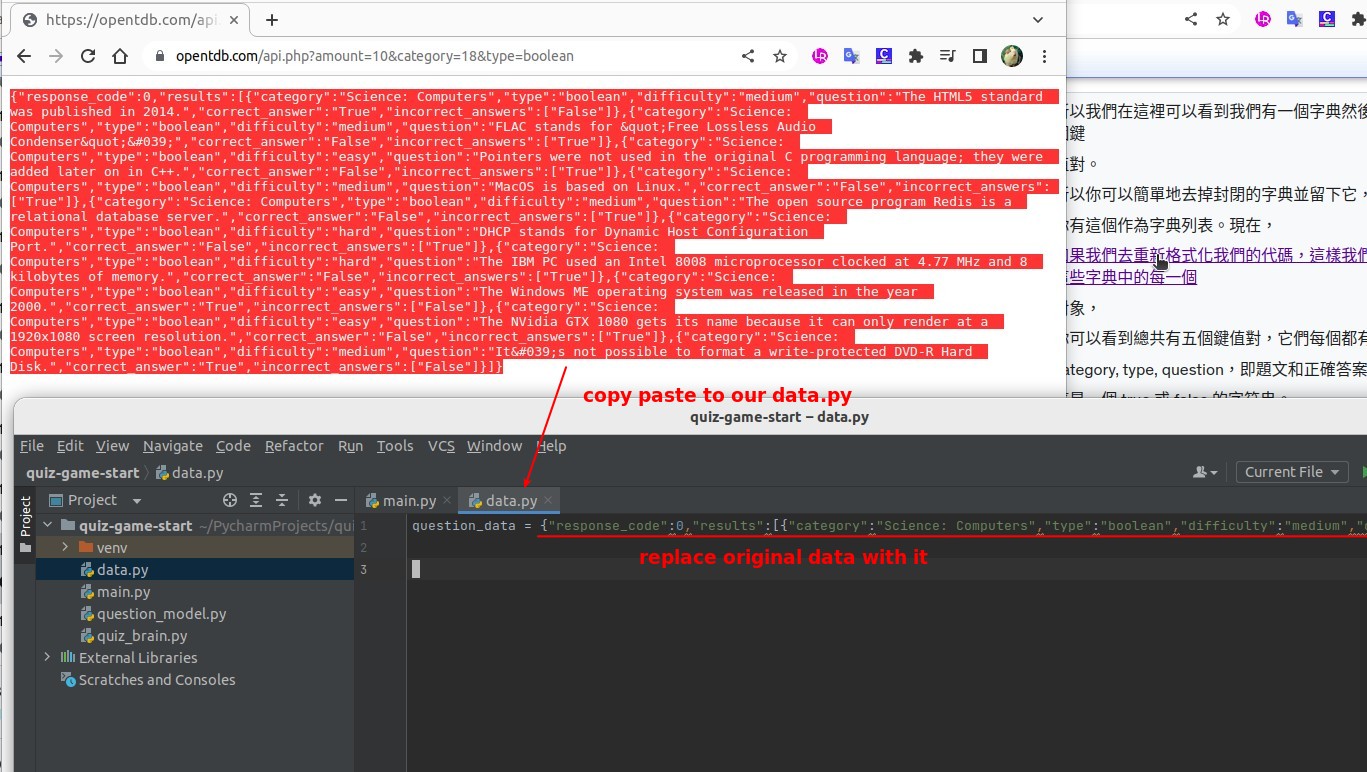 https://opentdb.com/api.
opentdb.com/api.php?amount=10&category=18&type=boolean
{"response_code":0,"results":[{"category":"Science: Computers","type":"boolean","difficulty":"medium","question":"The HTML5 standard
was published in 2014.","correct_answer":"True","incorrect_answers":["False"]},{"category":"Science:
Computers","type":"boolean","difficulty":"medium","question":"FLAC stands for &quot;Free Lossless Audio
Condenser&quot;&#039;","correct_answer":"False","incorrect_answers":["True"]},{"category":"Science:
Computers","type":"boolean","difficulty":"easy","question":"Pointers were not used in the original C programming language; they were
added later on in C++.","correct_answer":"False","incorrect_answers":["True"]},{"category":"Science:
Computers","type":"boolean","difficulty":"medium","question":"MacOS is based on Linux.","correct_answer":"False","incorrect_answers":
["True"]},{"category":"Science: Computers","type":"boolean","difficulty":"medium","question":"The open source program Redis is a
relational database server.","correct_answer":"False","incorrect_answers":["True"]},{"category":"Science:
Computers","type":"boolean","difficulty":"hard","question":"DHCP stands for Dynamic Host Configuration
Port.","correct_answer":"False","incorrect_answers":["True"]},{"category":"Science:
Computers","type":"boolean","difficulty":"hard","question":"The IBM PC used an Intel 8008 microprocessor clocked at 4.77 MHz and 8
kilobytes of memory.","correct_answer":"False","incorrect_answers":["True"]},{"category":"Science:
Computers","type":"boolean","difficulty":"easy","question":"The Windows ME operating system was released in the year
2000.","correct_answer":"True","incorrect_answers":["False"]},{"category":"Science:
Computers","type":"boolean","difficulty":"easy","question":"The NVidia GTX 1080 gets its name because it can only render at a
1920x1080 screen resolution.","correct_answer":"False","incorrect_answers":["True"]},{"category":"Science:
Computers","type":"boolean","difficulty":"medium","question":"It&#039;s not possible to format a write-protected DVD-R Hard
Disk.","correct_answer":"True","incorrect_answers":["False"]}]}
以我們在這裡可以看到我們有一個字典然後
鍵
對。
以你可以簡單地去掉封閉的字典並留下它，
有這個作為字典列表。現在，
果我們去重新格式化我們的代碼，這樣我們
些字典中的每一個
象，
可以看到總共有五個鍵值對，它們每個都有
ategory, type, question，即題文和正確答案
copy paste to our data.py
quiz-game-start – data.py
File Edit View Navigate Code Refactor Run Tools VCS Window Help
quiz-game-start data.py
Current File
Project
Project
main.py
data.py
quiz-game-start ~/PycharmProjects/qui
venv
data.py
main.py
question_model.py
quiz_brain.py
External Libraries
Scratches and Consoles
1 question_data = {"response_code":0,"results":[{"category":"Science: Computers","type":"boolean","difficulty":"medium","
2
3
replace original data with it